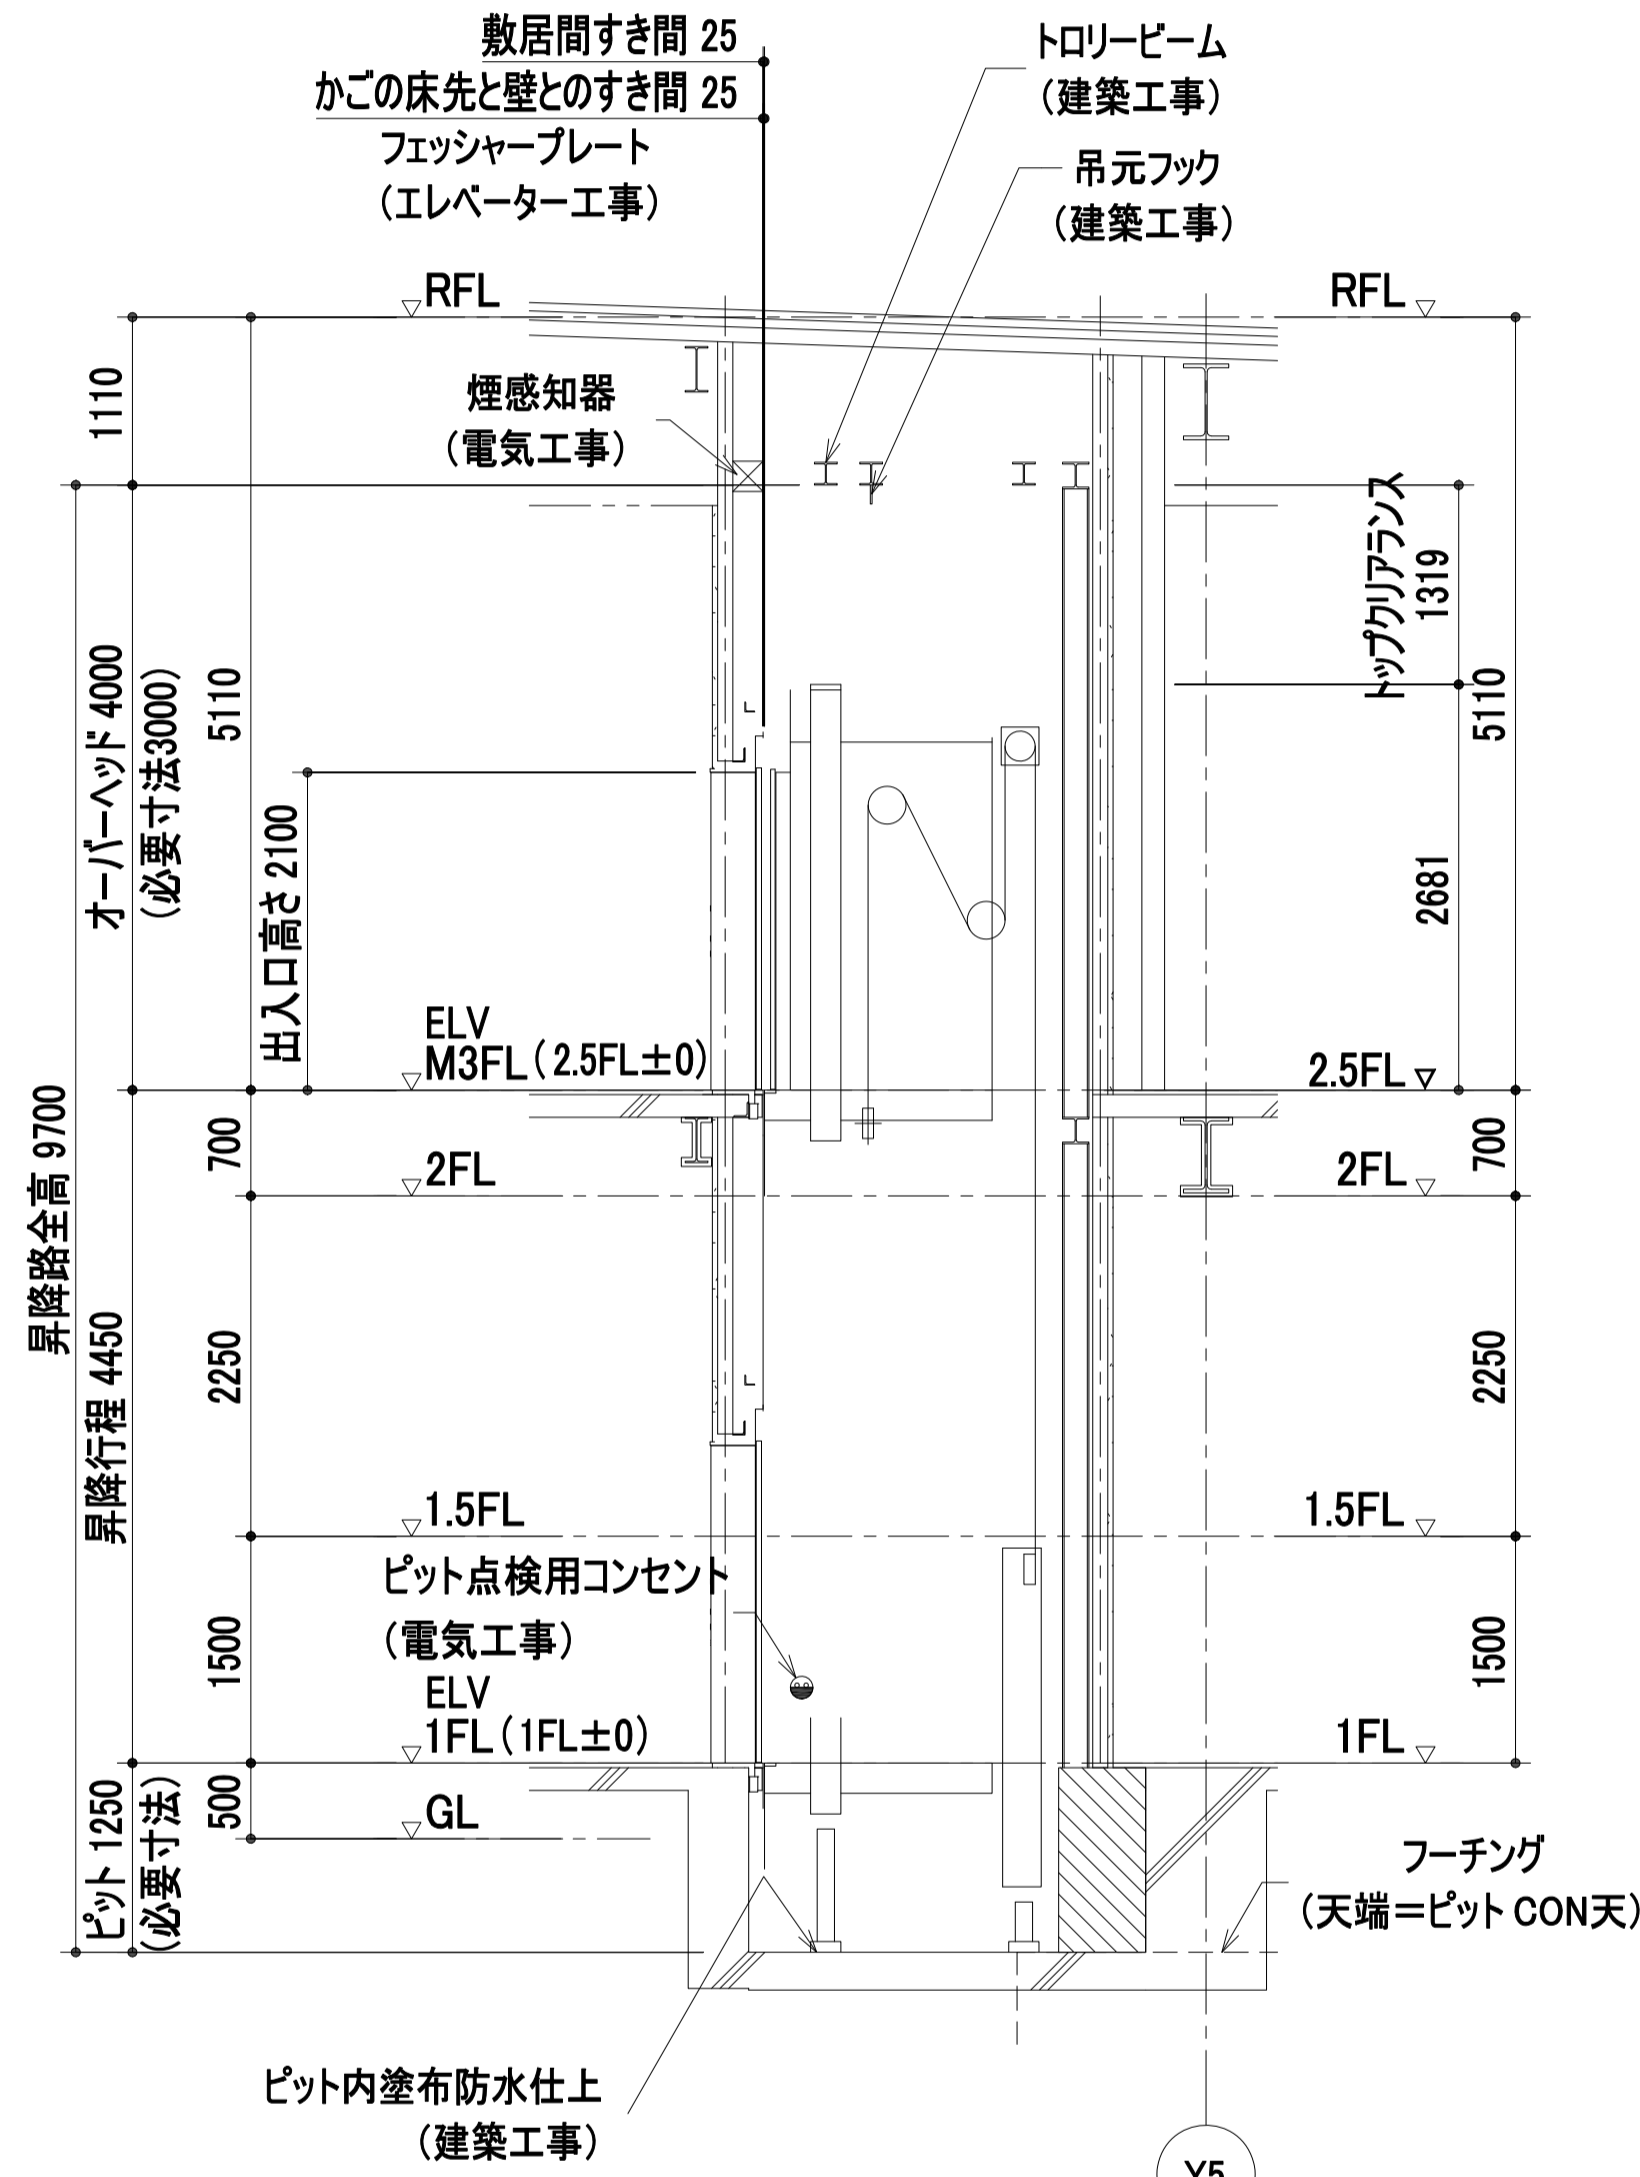 敷居間すき間 25
かごの床先と壁とのすき間 25
フェッシャープレート
（エレベーター工事）
トロリービーム
（建築工事）
吊元フック
（建築工事）
RFL
RFL
煙感知器
（電気工事）
1110
オーバーヘッド 4000
（必要寸法3000）
5110
出入口高さ 2100
トップクリアランス
1319
2681
5110
ELV
M3FL（2.5FL±0）
2.5FL
昇降路全高 9700
昇降行程 4450
700
2FL
2FL
700
2250
2250
1.5FL
1.5FL
ピット点検用コンセント
（電気工事）
1500
1500
ELV
1FL（1FL±0）
1FL
ピット 1250
（必要寸法）
500
GL
フーチング
（天端＝ピット CON天）
ピット内塗布防水仕上
（建築工事）
Y5